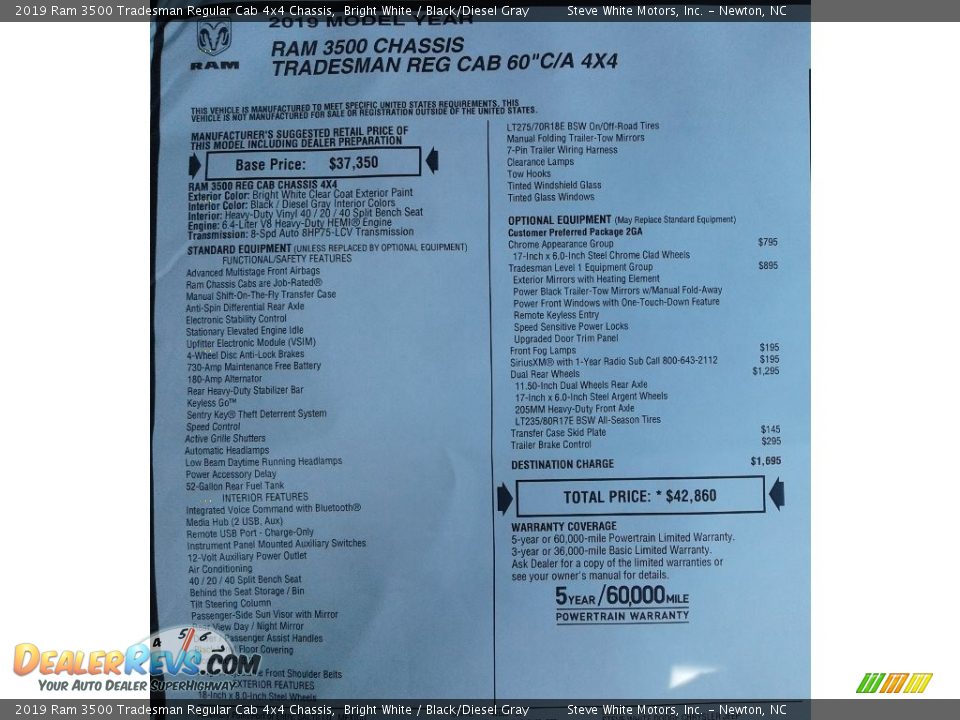 2019 Ram 3500 Tradesman Regular Cab 4x4 Chassis, Bright White / Black/Diesel Gray Steve White Motors, Inc. - Newton, NC
2019 MODEL YEAR
RAM
RAM 3500 CHASSIS
TRADESMAN REG CAB 60"C/A 4X4
THIS VEHICLE IS MANUFACTURED TO MEET SPECIFIC UNITED STATES REQUIREMENTS. THIS
VEHICLE IS NOT MANUFACTURED FOR SALE OR REGISTRATION OUTSIDE OF THE UNITED STATES.
MANUFACTURER'S SUGGESTED RETAIL PRICE OF
THIS MODEL INCLUDING DEALER PREPARATION
Base Price: $37,350
RAM 3500 REG CAB CHASSIS 4X4
Exterior Color: Bright White Clear Coat Exterior Paint
Interior Color: Black / Diesel Gray Interior Colors
Interior: Heavy-Duty Vinyl 40 / 20 / 40 Split Bench Seat
Engine: 6.4-Liter V8 Heavy-Duty HEMI® Engine
Transmission: 8-Spd Auto 8HP75-LCV Transmission
STANDARD EQUIPMENT (UNLESS REPLACED BY OPTIONAL EQUIPMENT)
FUNCTIONAL/SAFETY FEATURES
Advanced Multistage Front Airbags
Ram Chassis Cabs are Job-Rated®
Manual Shift-On-The-Fly Transfer Case
Anti-Spin Differential Rear Axle
Electronic Stability Control
Stationary Elevated Engine Idle
Upfitter Electronic Module (VSIM)
4-Wheel Disc Anti-Lock Brakes
730-Amp Maintenance Free Battery
180-Amp Alternator
Rear Heavy-Duty Stabilizer Bar
Keyless Go™
Sentry Key® Theft Deterrent System
Speed Control
Active Grille Shutters
Automatic Headlamps
Low Beam Daytime Running Headlamps
Power Accessory Delay
52-Gallon Rear Fuel Tank
INTERIOR FEATURES
Integrated Voice Command with Bluetooth®
Media Hub (2 USB, Aux)
Remote USB Port - Charge-Only
Instrument Panel Mounted Auxiliary Switches
12-Volt Auxiliary Power Outlet
Air Conditioning
40 / 20 / 40 Split Bench Seat
Behind the Seat Storage / Bin
Tilt Steering Column
Passenger-Side Sun Visor with Mirror
Rear View Day / Night Mirror
Passenger Assist Handles
Floor Covering
Front Shoulder Belts
EXTERIOR FEATURES
18-Inch x 8.0-Inch Steel Wheels
LT275/70R18E BSW On/Off-Road Tires
Manual Folding Trailer-Tow Mirrors
7-Pin Trailer Wiring Harness
Clearance Lamps
Tow Hooks
Tinted Windshield Glass
Tinted Glass Windows
OPTIONAL EQUIPMENT (May Replace Standard Equipment)
Customer Preferred Package 2GA
Chrome Appearance Group $795
17-Inch x 6.0-Inch Steel Chrome Clad Wheels
Tradesman Level 1 Equipment Group $895
Exterior Mirrors with Heating Element
Power Black Trailer-Tow Mirrors w/Manual Fold-Away
Power Front Windows with One-Touch-Down Feature
Remote Keyless Entry
Speed Sensitive Power Locks
Upgraded Door Trim Panel
Front Fog Lamps $195
SiriusXM® with 1-Year Radio Sub Call 800-643-2112 $195
Dual Rear Wheels $1,295
11.50-Inch Dual Wheels Rear Axle
17-Inch x 6.0-Inch Steel Argent Wheels
205MM Heavy-Duty Front Axle
LT235/80R17E BSW All-Season Tires
Transfer Case Skid Plate $145
Trailer Brake Control $295
DESTINATION CHARGE $1,695
TOTAL PRICE: * $42,860
WARRANTY COVERAGE
5-year or 60,000-mile Powertrain Limited Warranty.
3-year or 36,000-mile Basic Limited Warranty.
Ask Dealer for a copy of the limited warranties or
see your owner's manual for details.
5 YEAR / 60,000 MILE
POWERTRAIN WARRANTY
4 5 6
DEALERREVS.COM
YOUR AUTO DEALER SUPERHIGHWAY
2019 Ram 3500 Tradesman Regular Cab 4x4 Chassis, Bright White / Black/Diesel Gray Steve White Motors, Inc. - Newton, NC